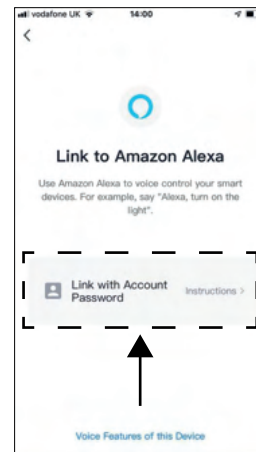 vodafone UK 14:00
Link to Amazon Alexa
Use Amazon Alexa to voice control your smart
devices. For example, say "Alexa, turn on the
light".
Link with Account
Password
Instructions >
Voice Features of this Device